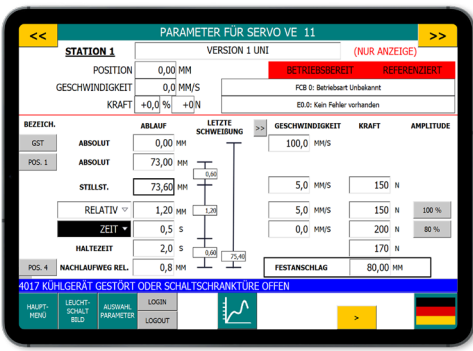 << PARAMETER FÜR SERVO VE 11 >>
STATION 1 VERSION 1 UNI (NUR ANZEIGE)
POSITION 0,00 MM BETRIEBSBEREIT REFERENZIERT
GESCHWINDIGKEIT 0,0 MM/S FCB 0: Betriebsart Unbekannt
KRAFT +0,0 % +0 N E0.0: Kein Fehler vorhanden
BEZEICH. ABLAUF LETZTE SCHWEIßUNG >> GESCHWINDIGKEIT KRAFT AMPLITUDE
GST ABSOLUT 0,00 MM 100,0 MM/S
POS. 1 ABSOLUT 73,00 MM
0,60
STILLST. 73,60 MM 5,0 MM/S 150 N
RELATIV 1,20 MM 1,20 5,0 MM/S 150 N 100 %
ZEIT 0,5 S 0,0 MM/S 200 N 80 %
HALTEZEIT 2,0 S 0,60 75,40 170 N
POS. 4 NACHLAUFWEG REL. 0,8 MM FESTANSCHLAG 80,00 MM
4017 KÜHLGERÄT GESTÖRT ODER SCHALTSCHRANKTÜRE OFFEN
HAUPT-MENÜ LEUCHT-SCHALT BILD AUSWAHL PARAMETER LOGIN LOGOUT >